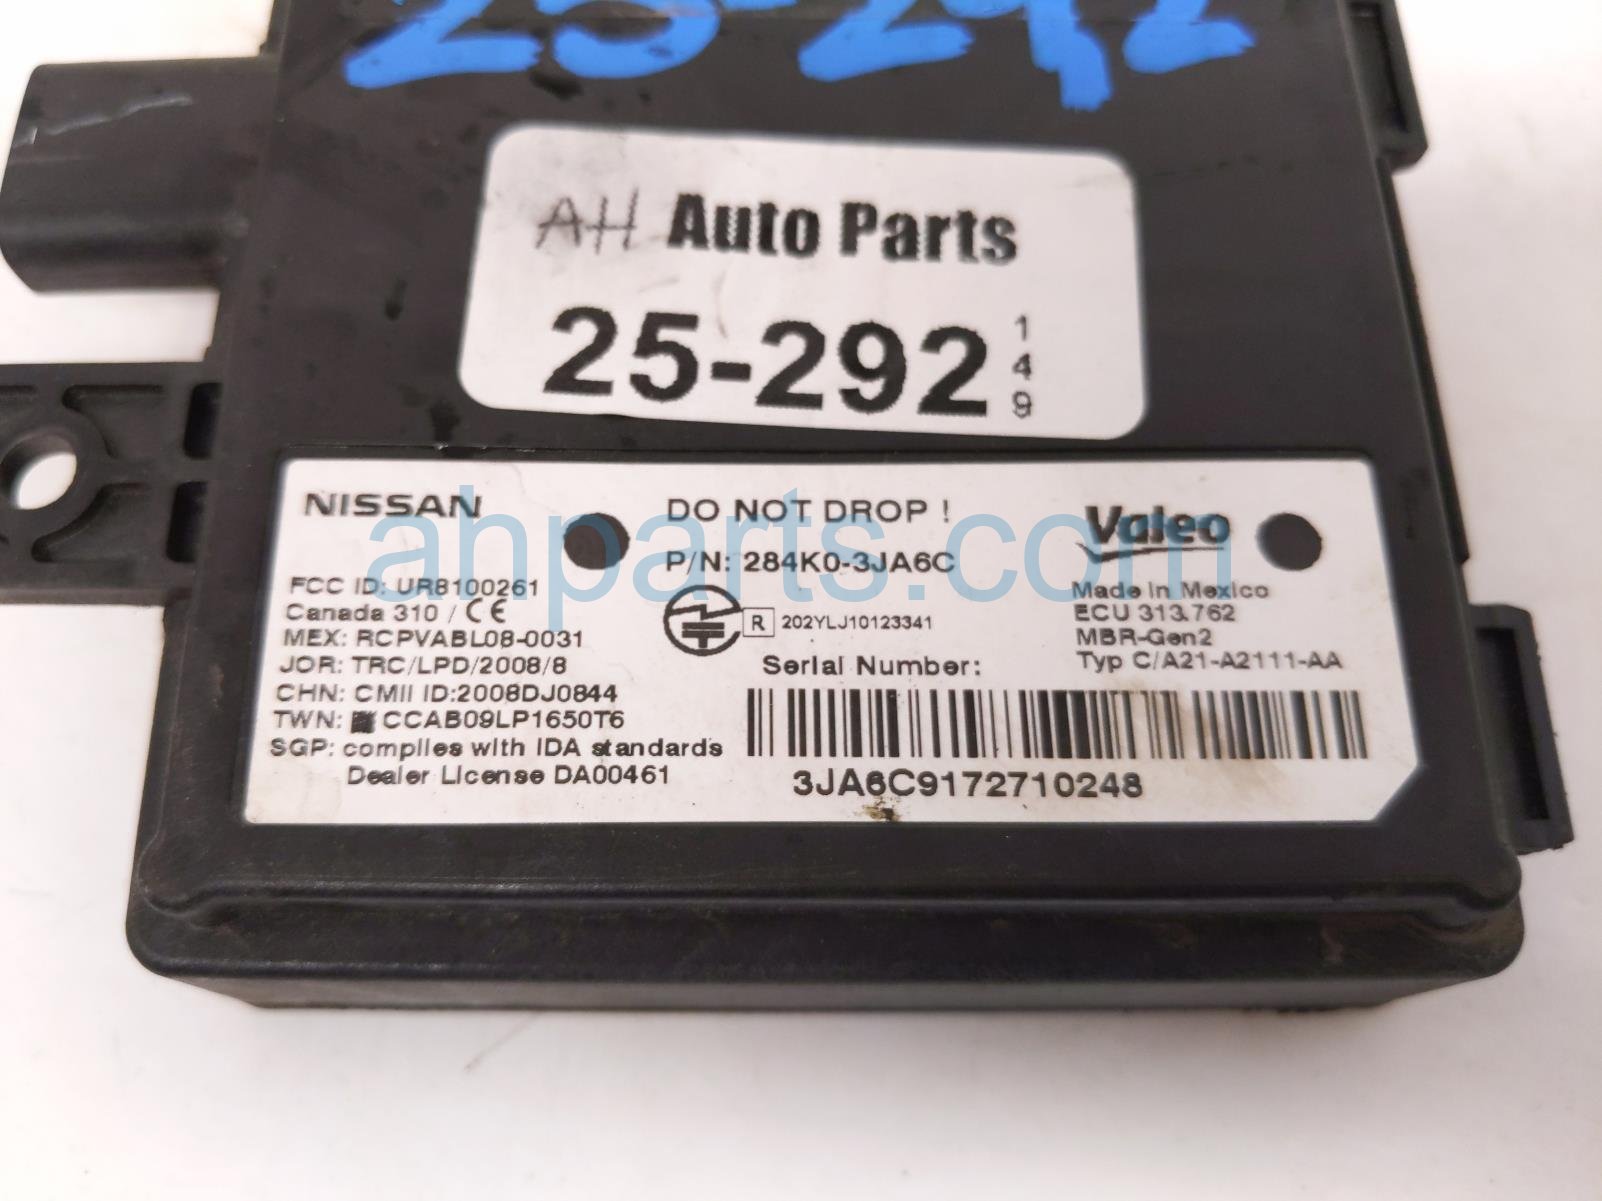 25-292
AH Auto Parts
25-292 149
NISSAN
FCC ID: UR8100261
Canada 310 / CE
MEX: RCPVABL08-0031
JOR: TRC/LPD/2008/8
CHN: CMII ID:2008DJ0844
TWN: CCAB09LP1650T6
SGP: complies with IDA standards
Dealer License DA00461
DO NOT DROP !
P/N: 284K0-3JA6C
R 202YLJ10123341
Valeo
Made in Mexico
ECU 313.762
MBR-Gen2
Typ C/A21-A2111-AA
Serial Number:
3JA6C9172710248
ahparts.com